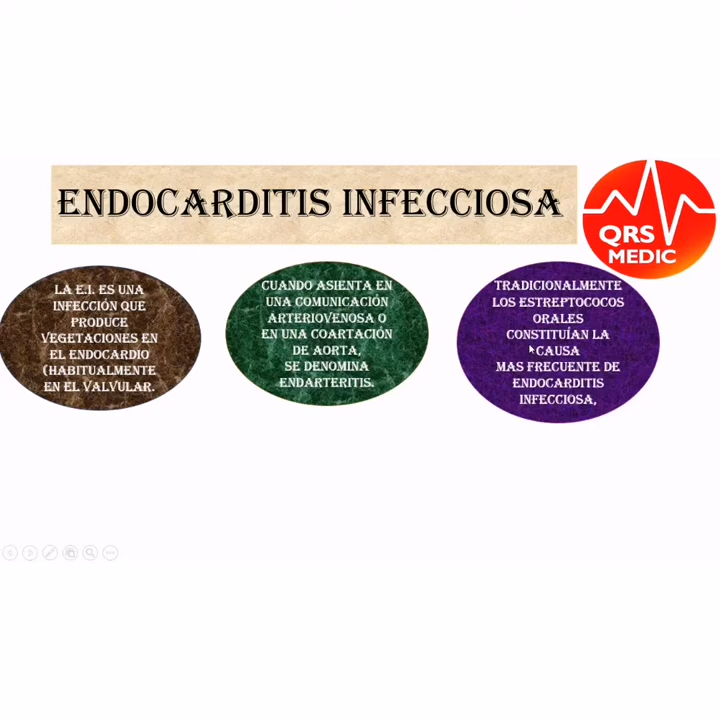 ENDOCARDITIS INFECCIOSA
QRS
MEDIC
LA E.I. ES UNA
INFECCIÓN QUE
PRODUCE
VEGETACIONES EN
EL ENDOCARDIO
(HABITUALMENTE
EN EL VALVULAR.
CUANDO ASIENTA EN
UNA COMUNICACIÓN
ARTERIOVENOSA O
EN UNA COARTACIÓN
DE AORTA,
SE DENOMINA
ENDARTERITIS.
TRADICIONALMENTE
LOS ESTREPTOCOCOS
ORALES
CONSTITUÍAN LA
CAUSA
MAS FRECUENTE DE
ENDOCARDITIS
INFECCIOSA,